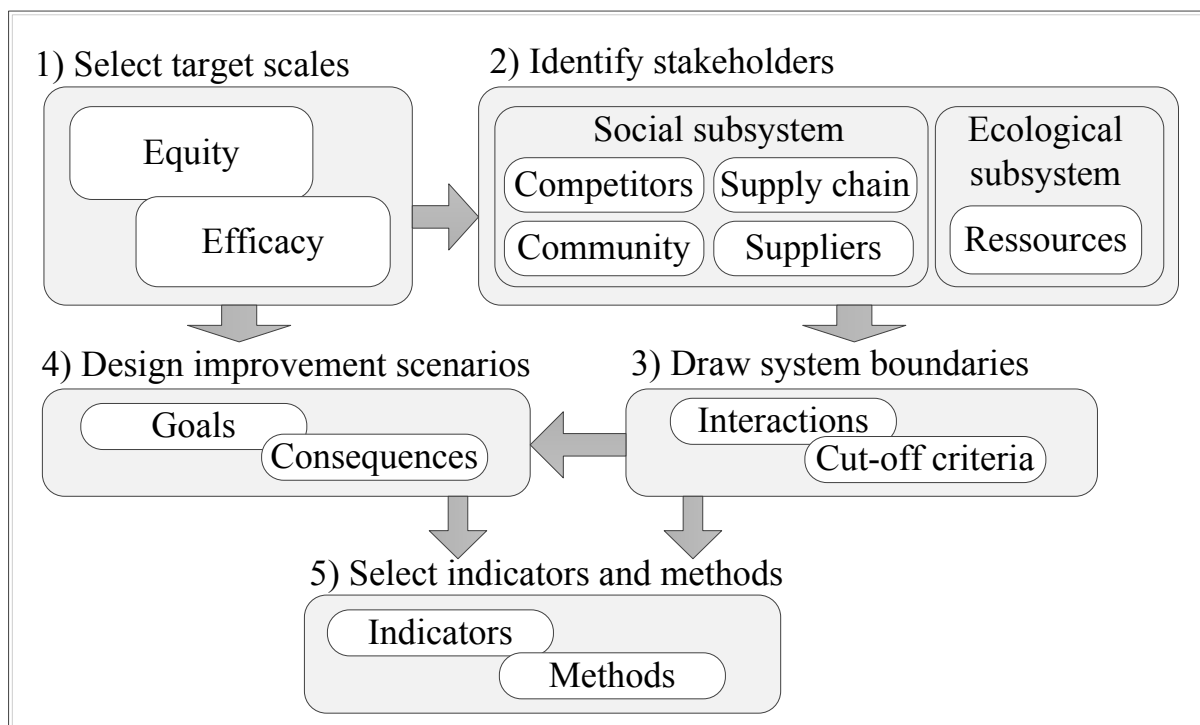 1) Select target scales
Equity
Efficacy
2) Identify stakeholders
Social subsystem
Competitors
Supply chain
Community
Suppliers
Ecological
subsystem
Ressources
3) Draw system boundaries
Interactions
Cut-off criteria
4) Design improvement scenarios
Goals
Consequences
5) Select indicators and methods
Indicators
Methods